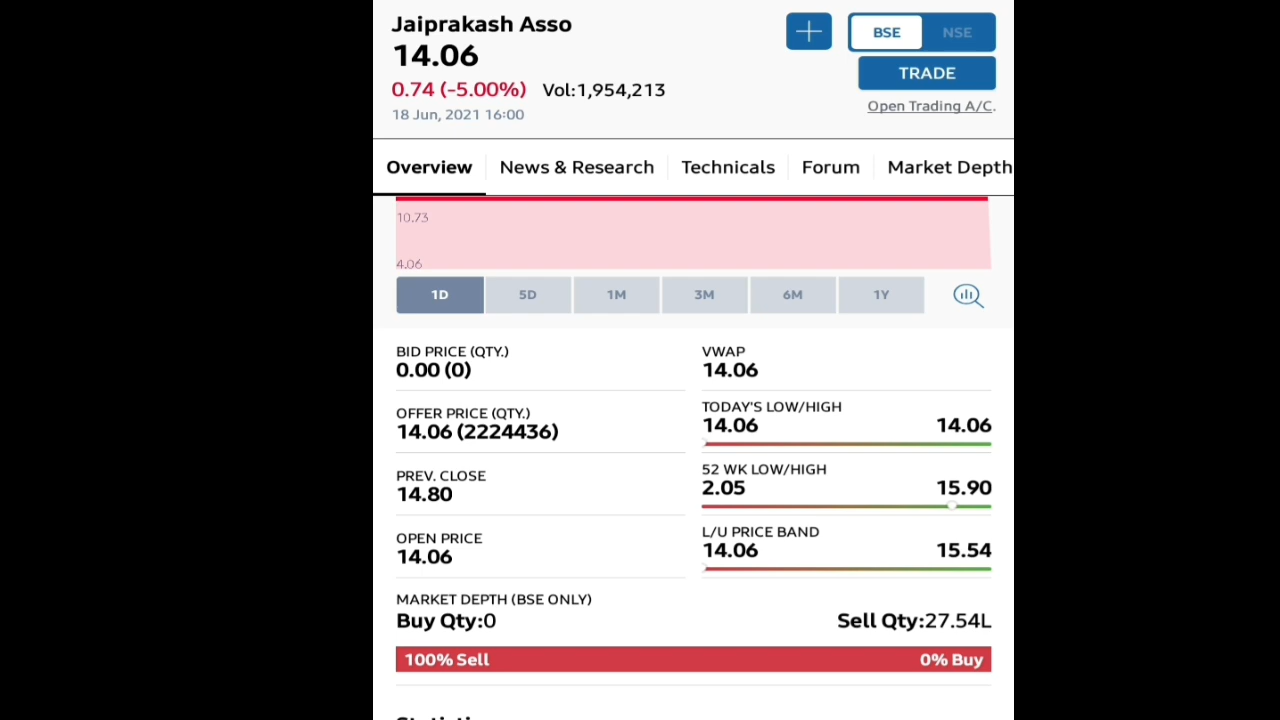 Jaiprakash Asso
14.06
0.74 (-5.00%) Vol:1,954,213
18 Jun, 2021 16:00
BSE NSE
TRADE
Open Trading A/C.
Overview News & Research Technicals Forum Market Depth
10.73
4.06
1D 5D 1M 3M 6M 1Y
BID PRICE (QTY.)
0.00 (0)
VWAP
14.06
OFFER PRICE (QTY.)
14.06 (2224436)
TODAY'S LOW/HIGH
14.06 14.06
PREV. CLOSE
14.80
52 WK LOW/HIGH
2.05 15.90
OPEN PRICE
14.06
L/U PRICE BAND
14.06 15.54
MARKET DEPTH (BSE ONLY)
Buy Qty:0 Sell Qty:27.54L
100% Sell 0% Buy